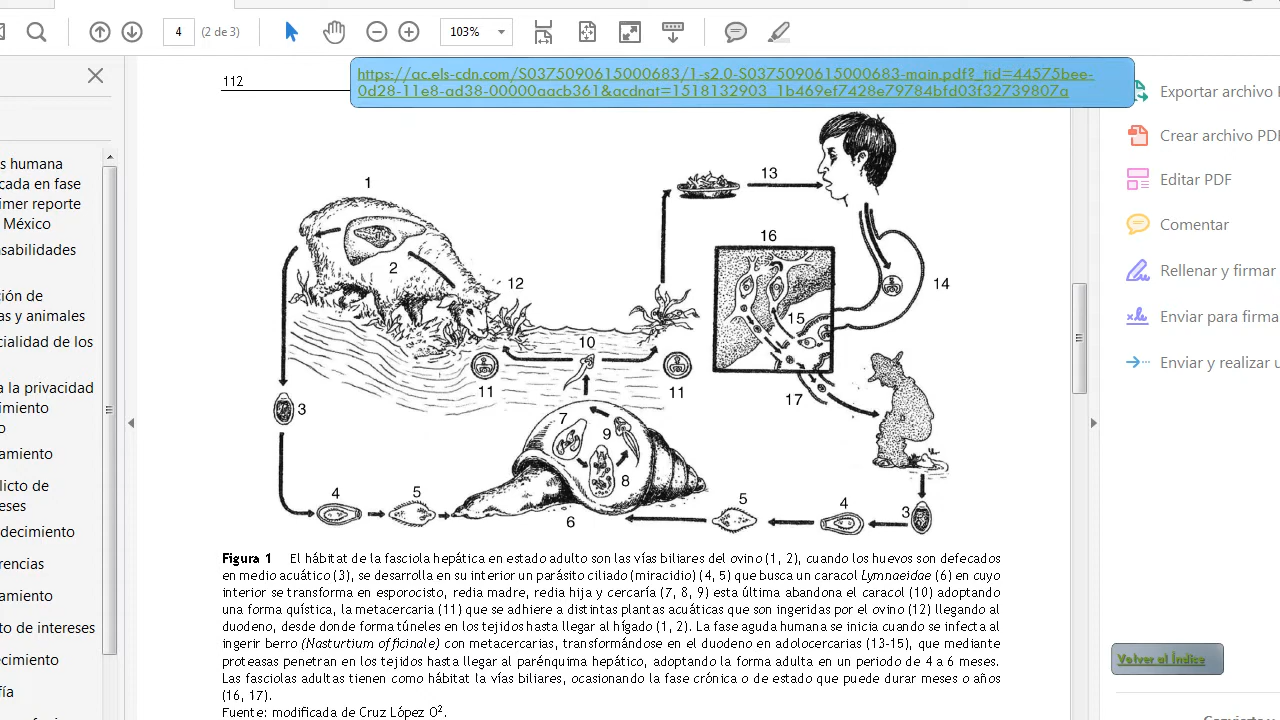 4
(2 de 3)
103%
https://ac.els-cdn.com/S0375090615000683/1-s2.0-S0375090615000683-main.pdf?_tid=44575bee-
0d28-11e8-ad38-00000aacb361&acdnat=1518132903_1b469ef7428e79784bfd03f32739807a
112
Exportar archivo
Crear archivo PDF
Editar PDF
Comentar
Rellenar y firmar
Enviar para firma
Enviar y realizar
s humana
cada en fase
imer reporte
México
nsabilidades
ción de
as y animales
cialidad de los
a la privacidad
imiento
o
amiento
licto de
eses
decimiento
rencias
amiento
to de intereses
ecimiento
fía
1
2
12
13
14
16
15
17
10
11
11
3
7
9
8
6
4
5
5
4
3
Figura 1 El hábitat de la fasciola hepática en estado adulto son las vías biliares del ovino (1, 2), cuando los huevos son defecados
en medio acuático (3), se desarrolla en su interior un parásito ciliado (miracidio) (4, 5) que busca un caracol Lymnaeidae (6) en cuyo
interior se transforma en esporocisto, redia madre, redia hija y cercaría (7, 8, 9) esta última abandona el caracol (10) adoptando
una forma quística, la metacercaria (11) que se adhiere a distintas plantas acuáticas que son ingeridas por el ovino (12) llegando al
duodeno, desde donde forma túneles en los tejidos hasta llegar al hígado (1, 2). La fase aguda humana se inicia cuando se infecta al
ingerir berro (Nasturtium officinale) con metacercarias, transformándose en el duodeno en adolocercarias (13-15), que mediante
proteasas penetran en los tejidos hasta llegar al parénquima hepático, adoptando la forma adulta en un periodo de 3 a 6 meses.
Las fasciolas adultas tienen como hábitat la vías biliares, ocasionando la fase crónica o de estado que puede durar meses o años
(16, 17).
Fuente: modificada de Cruz López O2.
Volver al Índice